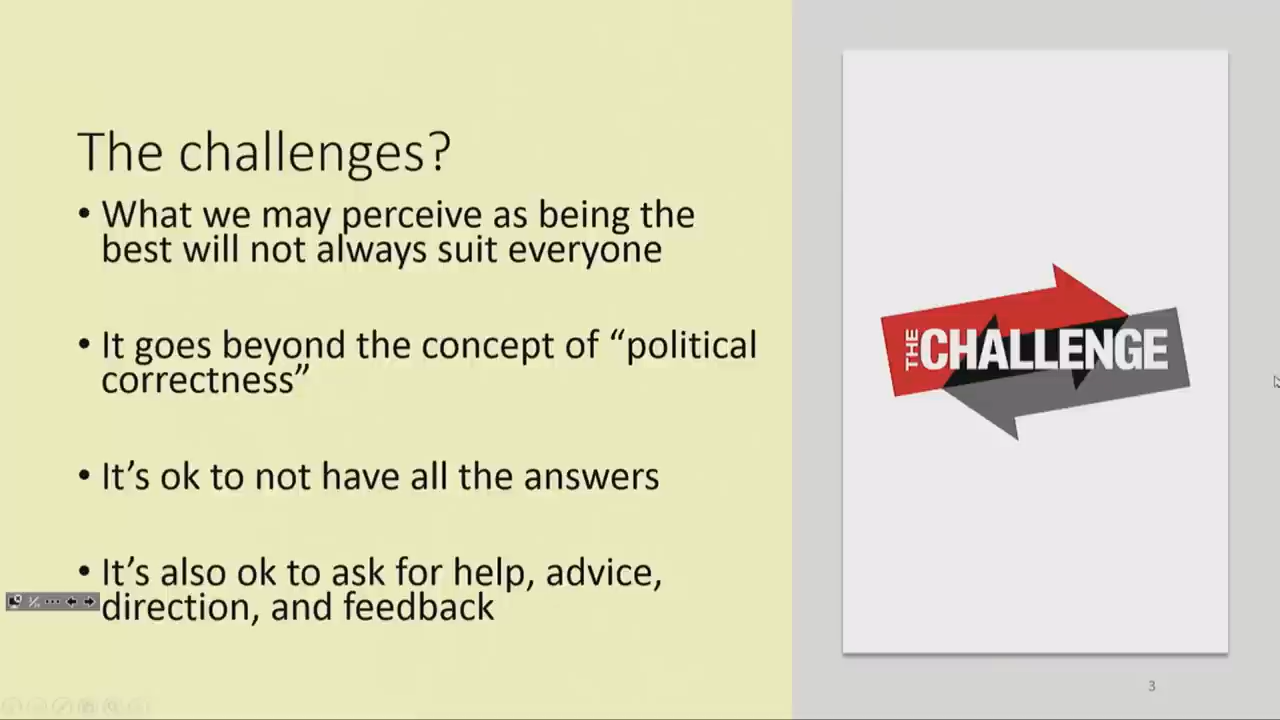 The challenges?
• What we may perceive as being the
best will not always suit everyone
• It goes beyond the concept of “political
correctness”
• It’s ok to not have all the answers
• It’s also ok to ask for help, advice,
direction, and feedback
THE CHALLENGE
3